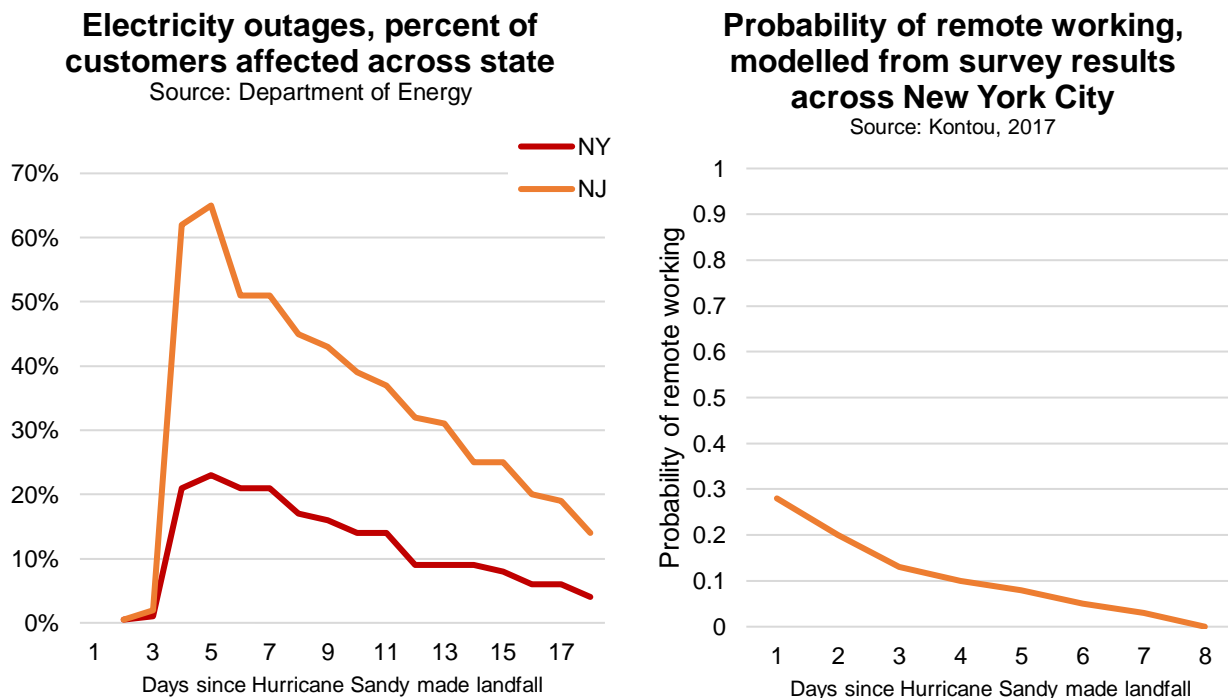 Electricity outages, percent of
customers affected across state
Source: Department of Energy
NY
NJ
70%
60%
50%
40%
30%
20%
10%
0%
1 3 5 7 9 11 13 15 17
Days since Hurricane Sandy made landfall
Probability of remote working,
modelled from survey results
across New York City
Source: Kontou, 2017
Probability of remote working
1
0.9
0.8
0.7
0.6
0.5
0.4
0.3
0.2
0.1
0
1 2 3 4 5 6 7 8
Days since Hurricane Sandy made landfall